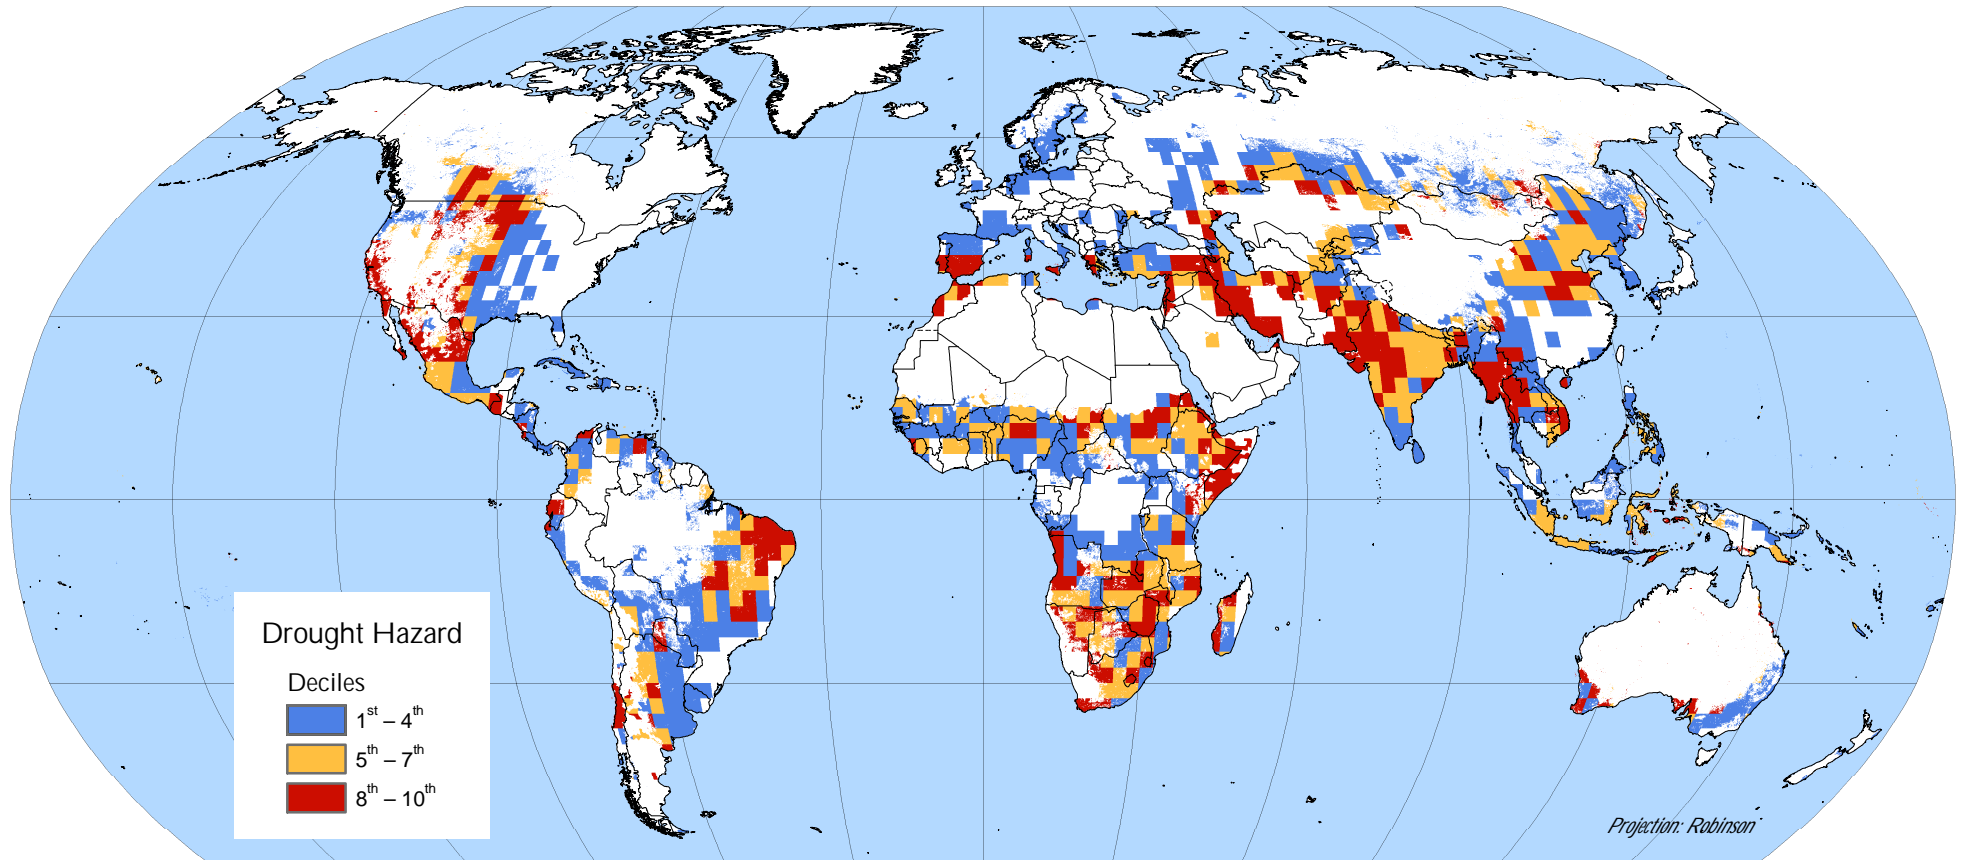 Drought Hazard
Deciles
1st – 4th
5th – 7th
8th – 10th
Projection: Robinson